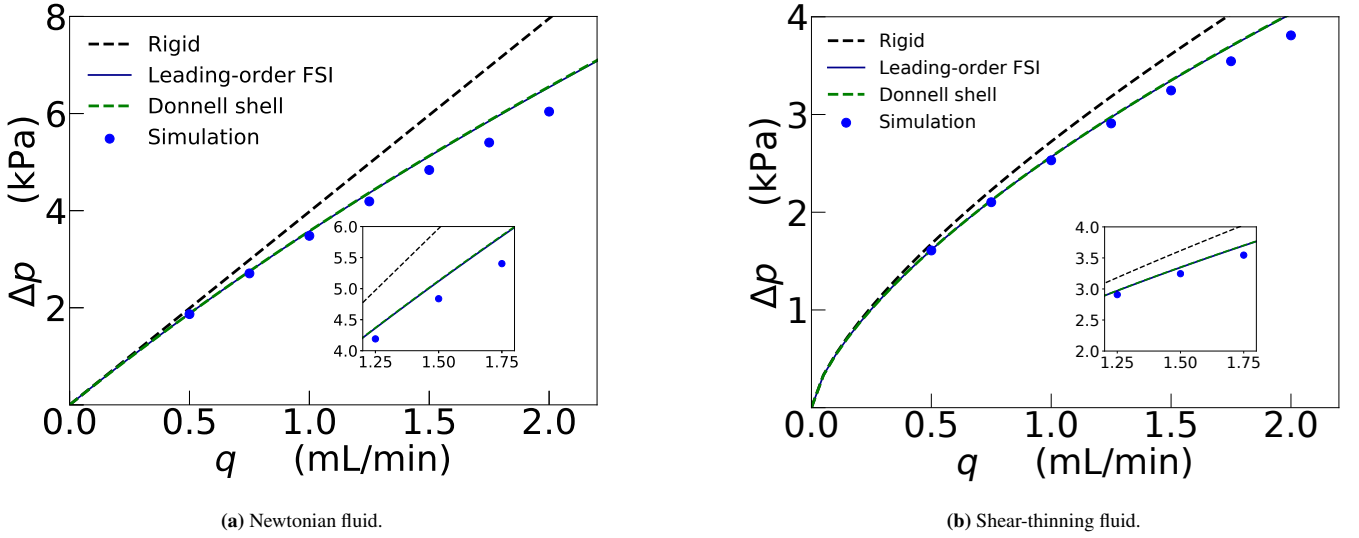 8
6
4
2
Δp (kPa)
Rigid
Leading-order FSI
Donnell shell
Simulation
6.0
5.5
5.0
4.5
4.0
1.25 1.50 1.75
0.0 0.5 1.0 1.5 2.0
q (mL/min)
(a) Newtonian fluid.
4
3
2
1
Δp (kPa)
Rigid
Leading-order FSI
Donnell shell
Simulation
4.0
3.5
3.0
2.5
2.0
1.25 1.50 1.75
0.0 0.5 1.0 1.5 2.0
q (mL/min)
(b) Shear-thinning fluid.